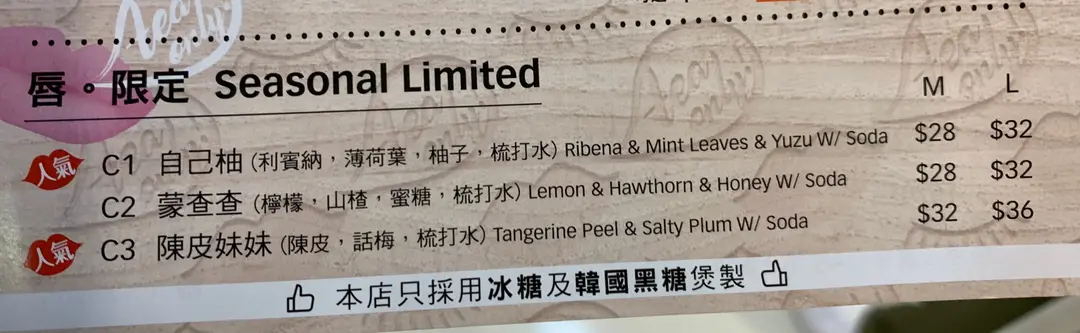 Tea only!
唇。限定 Seasonal Limited M L
人氣 C1 自己柚 (利賓納，薄荷葉，柚子，梳打水) Ribena & Mint Leaves & Yuzu W/ Soda $28 $32
C2 蒙查查 (檸檬，山楂，蜜糖，梳打水) Lemon & Hawthorn & Honey W/ Soda $28 $32
人氣 C3 陳皮妹妹 (陳皮，話梅，梳打水) Tangerine Peel & Salty Plum W/ Soda $32 $36
本店只採用冰糖及韓國黑糖煲製